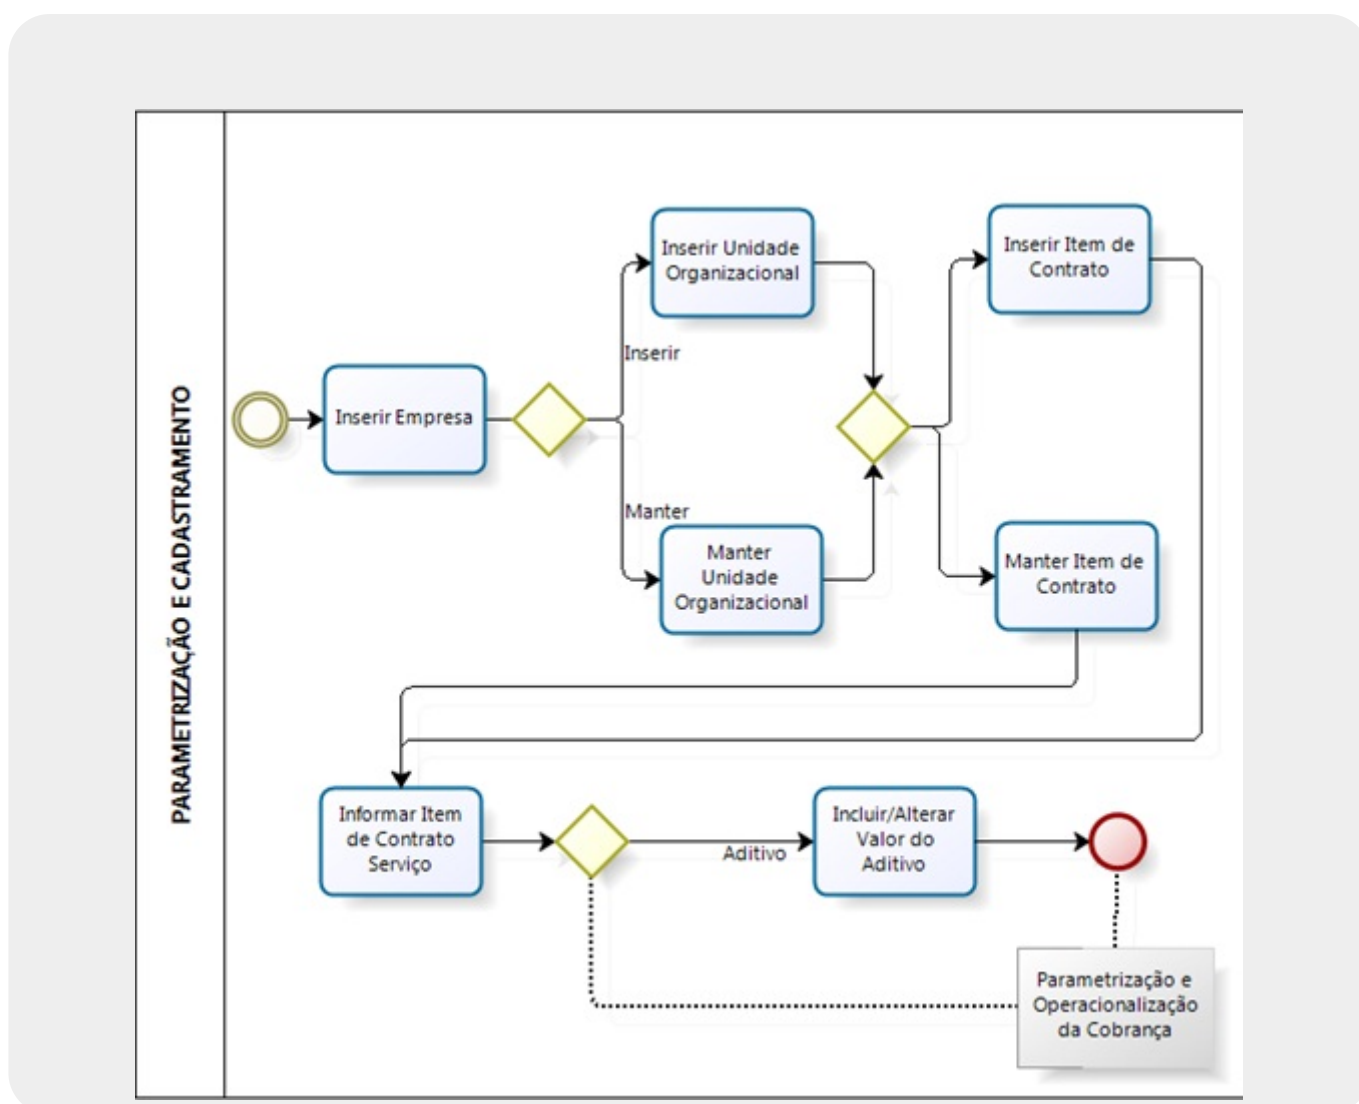 PARAMETRIZAÇÃO E CADASTRAMENTO
Inserir Empresa
Inserir
Manter
Inserir Unidade
Organizacional
Manter
Unidade
Organizacional
Inserir Item de
Contrato
Manter Item de
Contrato
Informar Item
de Contrato
Serviço
Aditivo
Incluir/Alterar
Valor do
Aditivo
Parametrização e
Operacionalização
da Cobrança